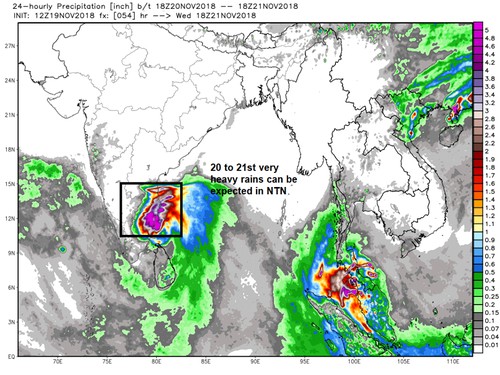 24-hourly Precipitation [inch] b/t 18Z20NOV2018 -- 18Z21NOV2018
INIT: 12Z19NOV2018 fx: [054] hr --> Wed 18Z21NOV2018
27N
24N
21N
18N
15N
12N
9N
6N
3N
EQ
70E
75E
80E
85E
90E
95E
100E
105E
110E
20 to 21st very
heavy rains can be
expected in NTN.
4.8
4.6
4.4
4.2
4
3.8
3.6
3.4
3.2
3
2.8
2.6
2.4
2.2
2
1.9
1.8
1.7
1.6
1.5
1.4
1.3
1.2
1.1
1
0.9
0.8
0.7
0.6
0.5
0.4
0.3
0.25
0.2
0.15
0.1
0.07
0.04
0.01